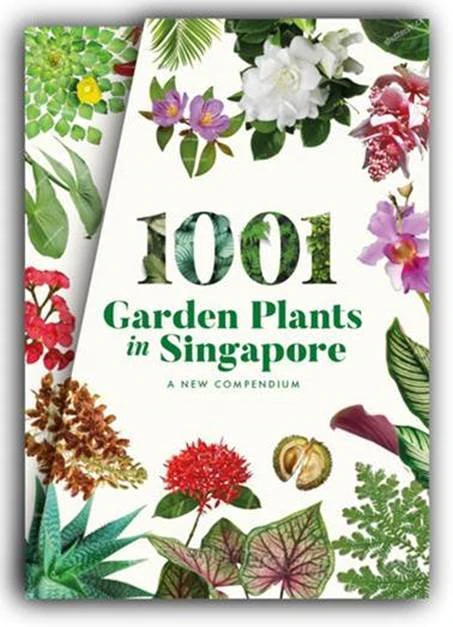 1001
Garden Plants
in Singapore
A NEW COMPENDIUM